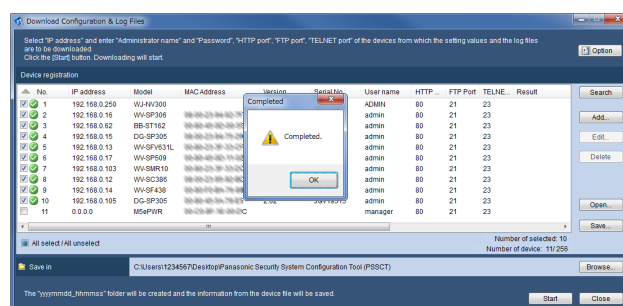 Download Configuration & Log Files
Select "IP address" and enter "Administrator name" and "Password", "HTTP port", "FTP port", "TELNET port" of the devices from which the setting values and the log files
are to be downloaded.
Click the [Start] button. Downloading will start.
Option
Device registration
No. IP address Model MAC Address Version Serial No. User name HTTP ... FTP Port TELNE... Result
Search
1 192.168.0.250 WJ-NV300 ADMIN 80 21 23
2 192.168.0.16 WV-SP306 admin 80 21 23
3 192.168.0.62 BB-ST162 admin 80 21 23
4 192.168.0.15 DG-SP305 admin 80 21 23
5 192.168.0.13 WV-SFV631L admin 80 21 23
6 192.168.0.17 WV-SP509 admin 80 21 23
7 192.168.0.103 WV-SMR10 admin 80 21 23
8 192.168.0.12 WV-SC386 admin 80 21 23
9 192.168.0.14 WV-SF438 admin 80 21 23
10 192.168.0.105 DG-SP305 admin 80 21 23
11 0.0.0.0 M5ePWR manager 80 21 23
Add...
Edit...
Delete
Open...
Save...
Completed
Completed.
OK
All select / All unselect
Number of selected: 10
Number of device: 11/256
Save in C:\Users\1234567\Desktop\Panasonic Security System Configuration Tool (PSSCT)
Browse...
The "yyyymmdd_hhmmss" folder will be created and the information from the device file will be saved.
Start
Close